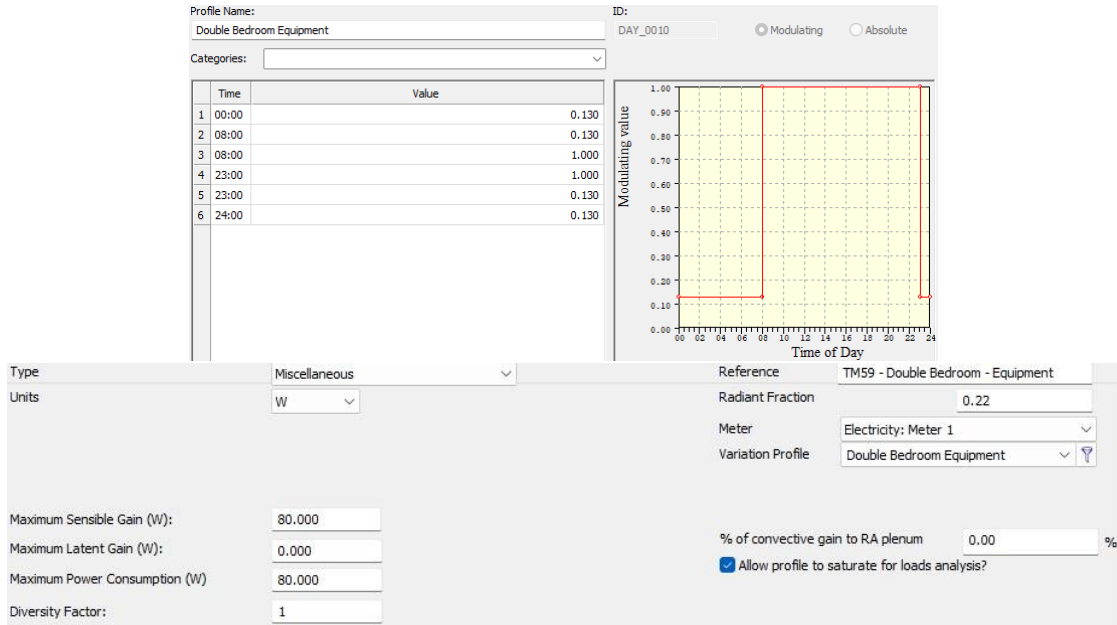 Profile Name: ID:
Double Bedroom Equipment DAY_0010 Modulating Absolute
Categories:
Time Value
1 00:00 0.130
2 08:00 0.130
3 08:00 1.000
4 23:00 1.000
5 23:00 0.130
6 24:00 0.130
Modulating value
1.00
0.90
0.80
0.70
0.60
0.50
0.40
0.30
0.20
0.10
0.00
00 02 04 06 08 10 12 14 16 18 20 22 24
Time of Day
Type Miscellaneous Reference TM59 - Double Bedroom - Equipment
Units W Radiant Fraction 0.22
Meter Electricity: Meter 1
Variation Profile Double Bedroom Equipment
Maximum Sensible Gain (W): 80.000
% of convective gain to RA plenum 0.00 %
Maximum Latent Gain (W): 0.000
Allow profile to saturate for loads analysis?
Maximum Power Consumption (W) 80.000
Diversity Factor: 1